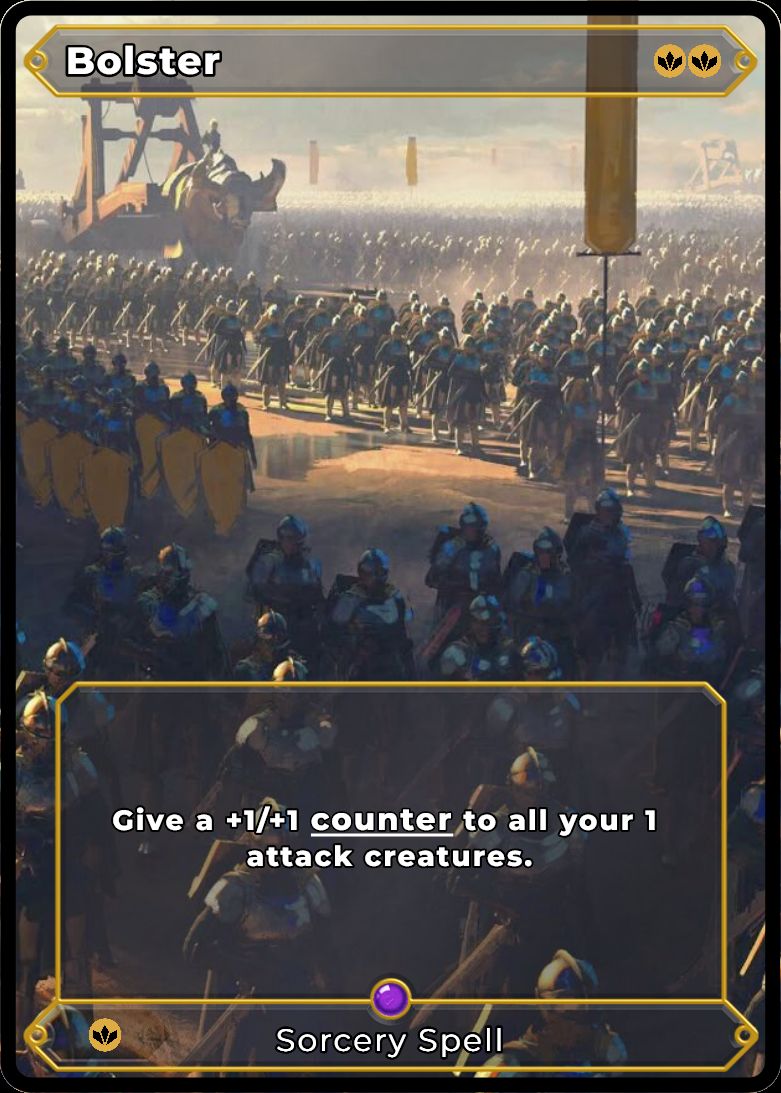 Bolster
Give a +1/+1 counter to all your 1
attack creatures.
Sorcery Spell